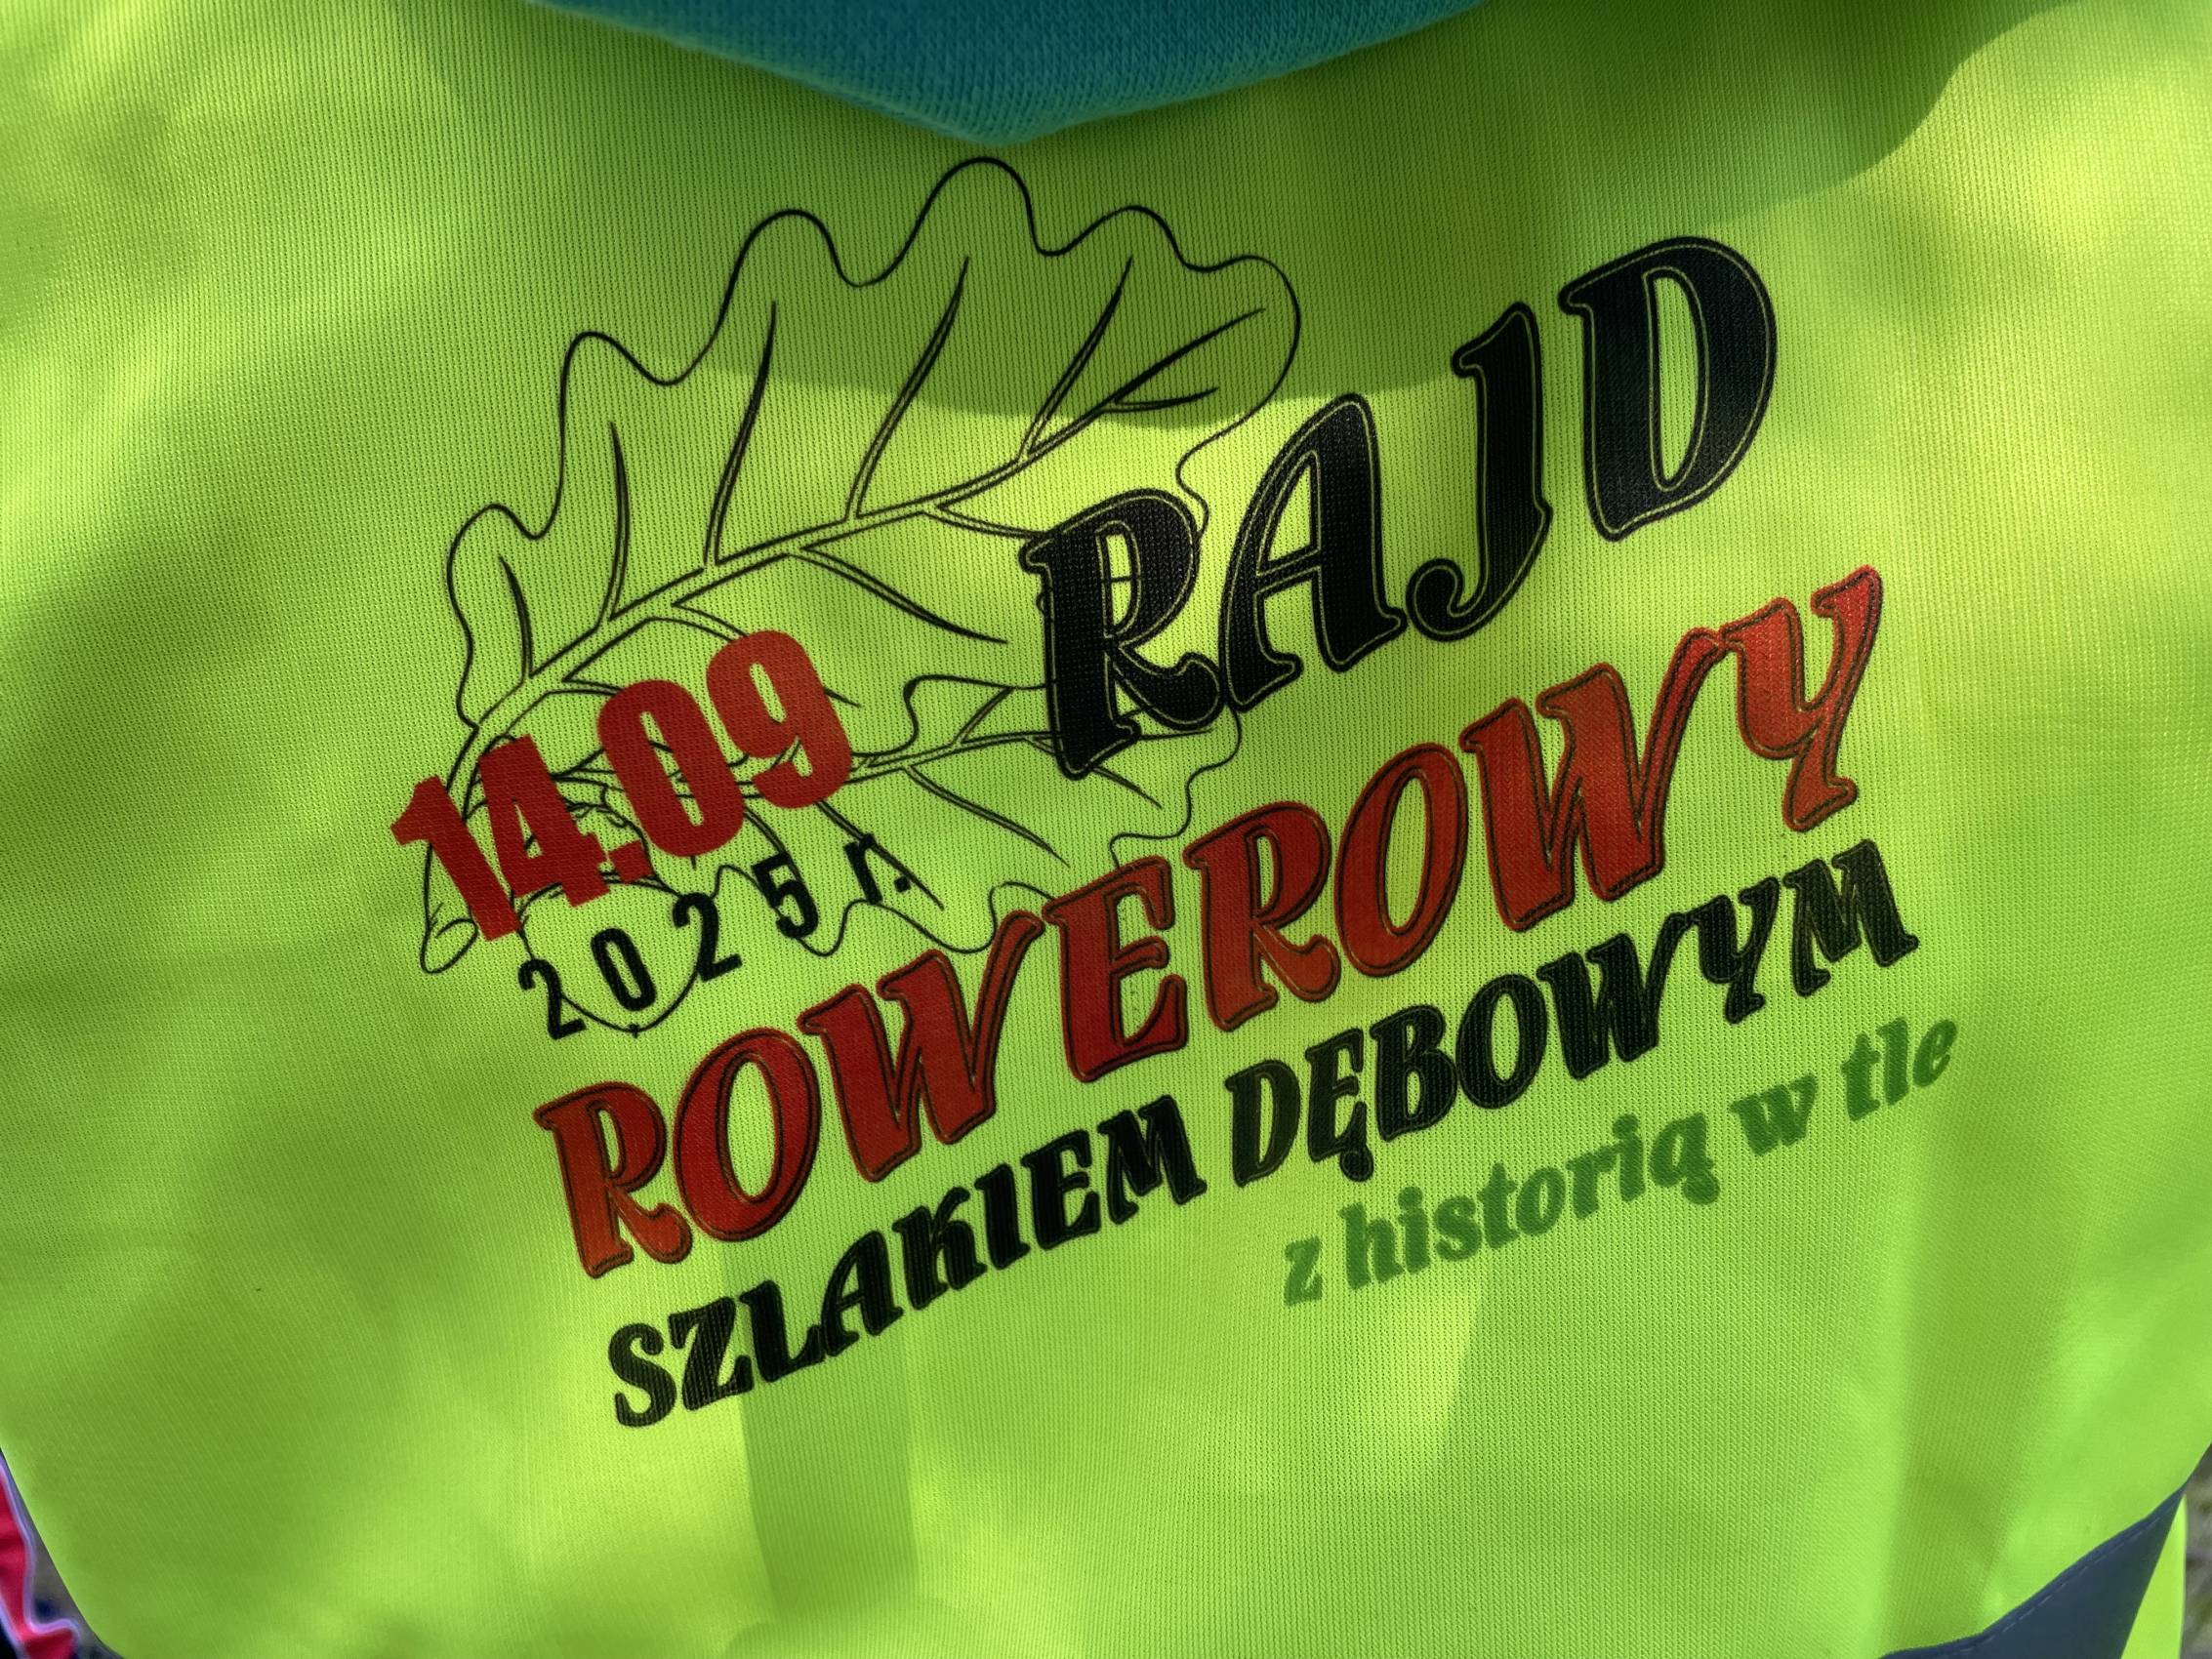 RAJD
14.09
2025 r.
ROWEROWY
SZLAKIEM DĘBOWYM
z historią w tle